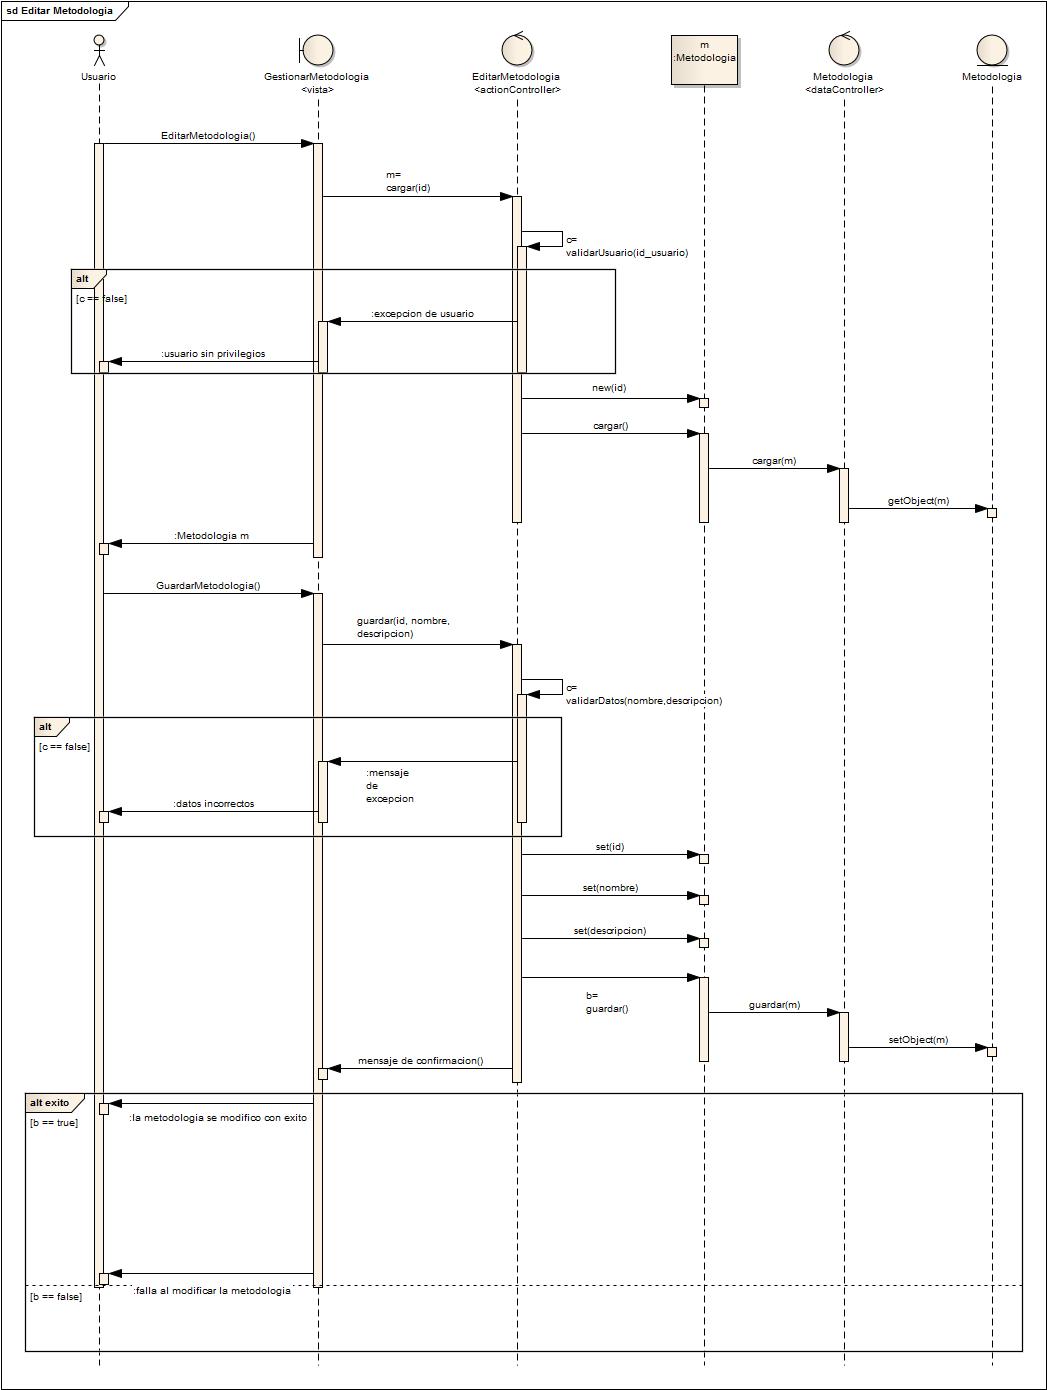 sd Editar Metodologia
Usuario
GestionarMetodologia
<vista>
EditarMetodologia
<actionController>
m
:Metodologia
Metodologia
<dataController>
Metodologia
EditarMetodologia()
m=
cargar(id)
c=
validarUsuario(id_usuario)
alt
[c == false]
:excepcion de usuario
:usuario sin privilegios
new(id)
cargar()
cargar(m)
getObject(m)
:Metodologia m
GuardarMetodologia()
guardar(id, nombre,
descripcion)
c=
validarDatos(nombre,descripcion)
alt
[c == false]
:mensaje
de
excepcion
:datos incorrectos
set(id)
set(nombre)
set(descripcion)
b=
guardar()
guardar(m)
setObject(m)
mensaje de confirmacion()
alt exito
[b == true]
:la metodologia se modifico con exito
:falla al modificar la metodologia
[b == false]